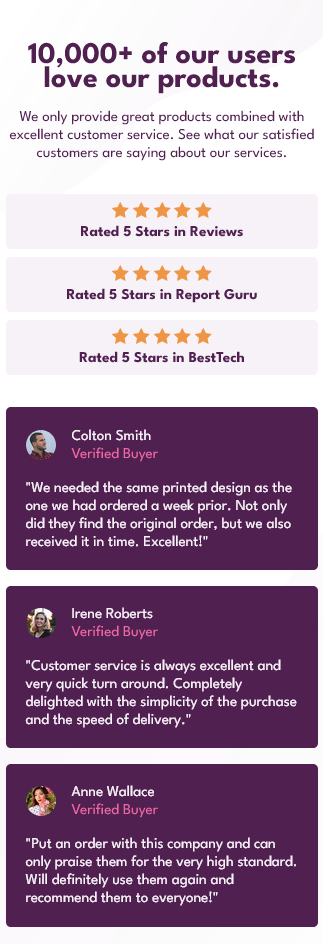 10,000+ of our users
love our products.
We only provide great products combined with
excellent customer service. See what our satisfied
customers are saying about our services.
Rated 5 Stars in Reviews
Rated 5 Stars in Report Guru
Rated 5 Stars in BestTech
Colton Smith
Verified Buyer
"We needed the same printed design as the
one we had ordered a week prior. Not only
did they find the original order, but we also
received it in time. Excellent!"
Irene Roberts
Verified Buyer
"Customer service is always excellent and
very quick turn around. Completely
delighted with the simplicity of the purchase
and the speed of delivery."
Anne Wallace
Verified Buyer
"Put an order with this company and can
only praise them for the very high standard.
Will definitely use them again and
recommend them to everyone!"